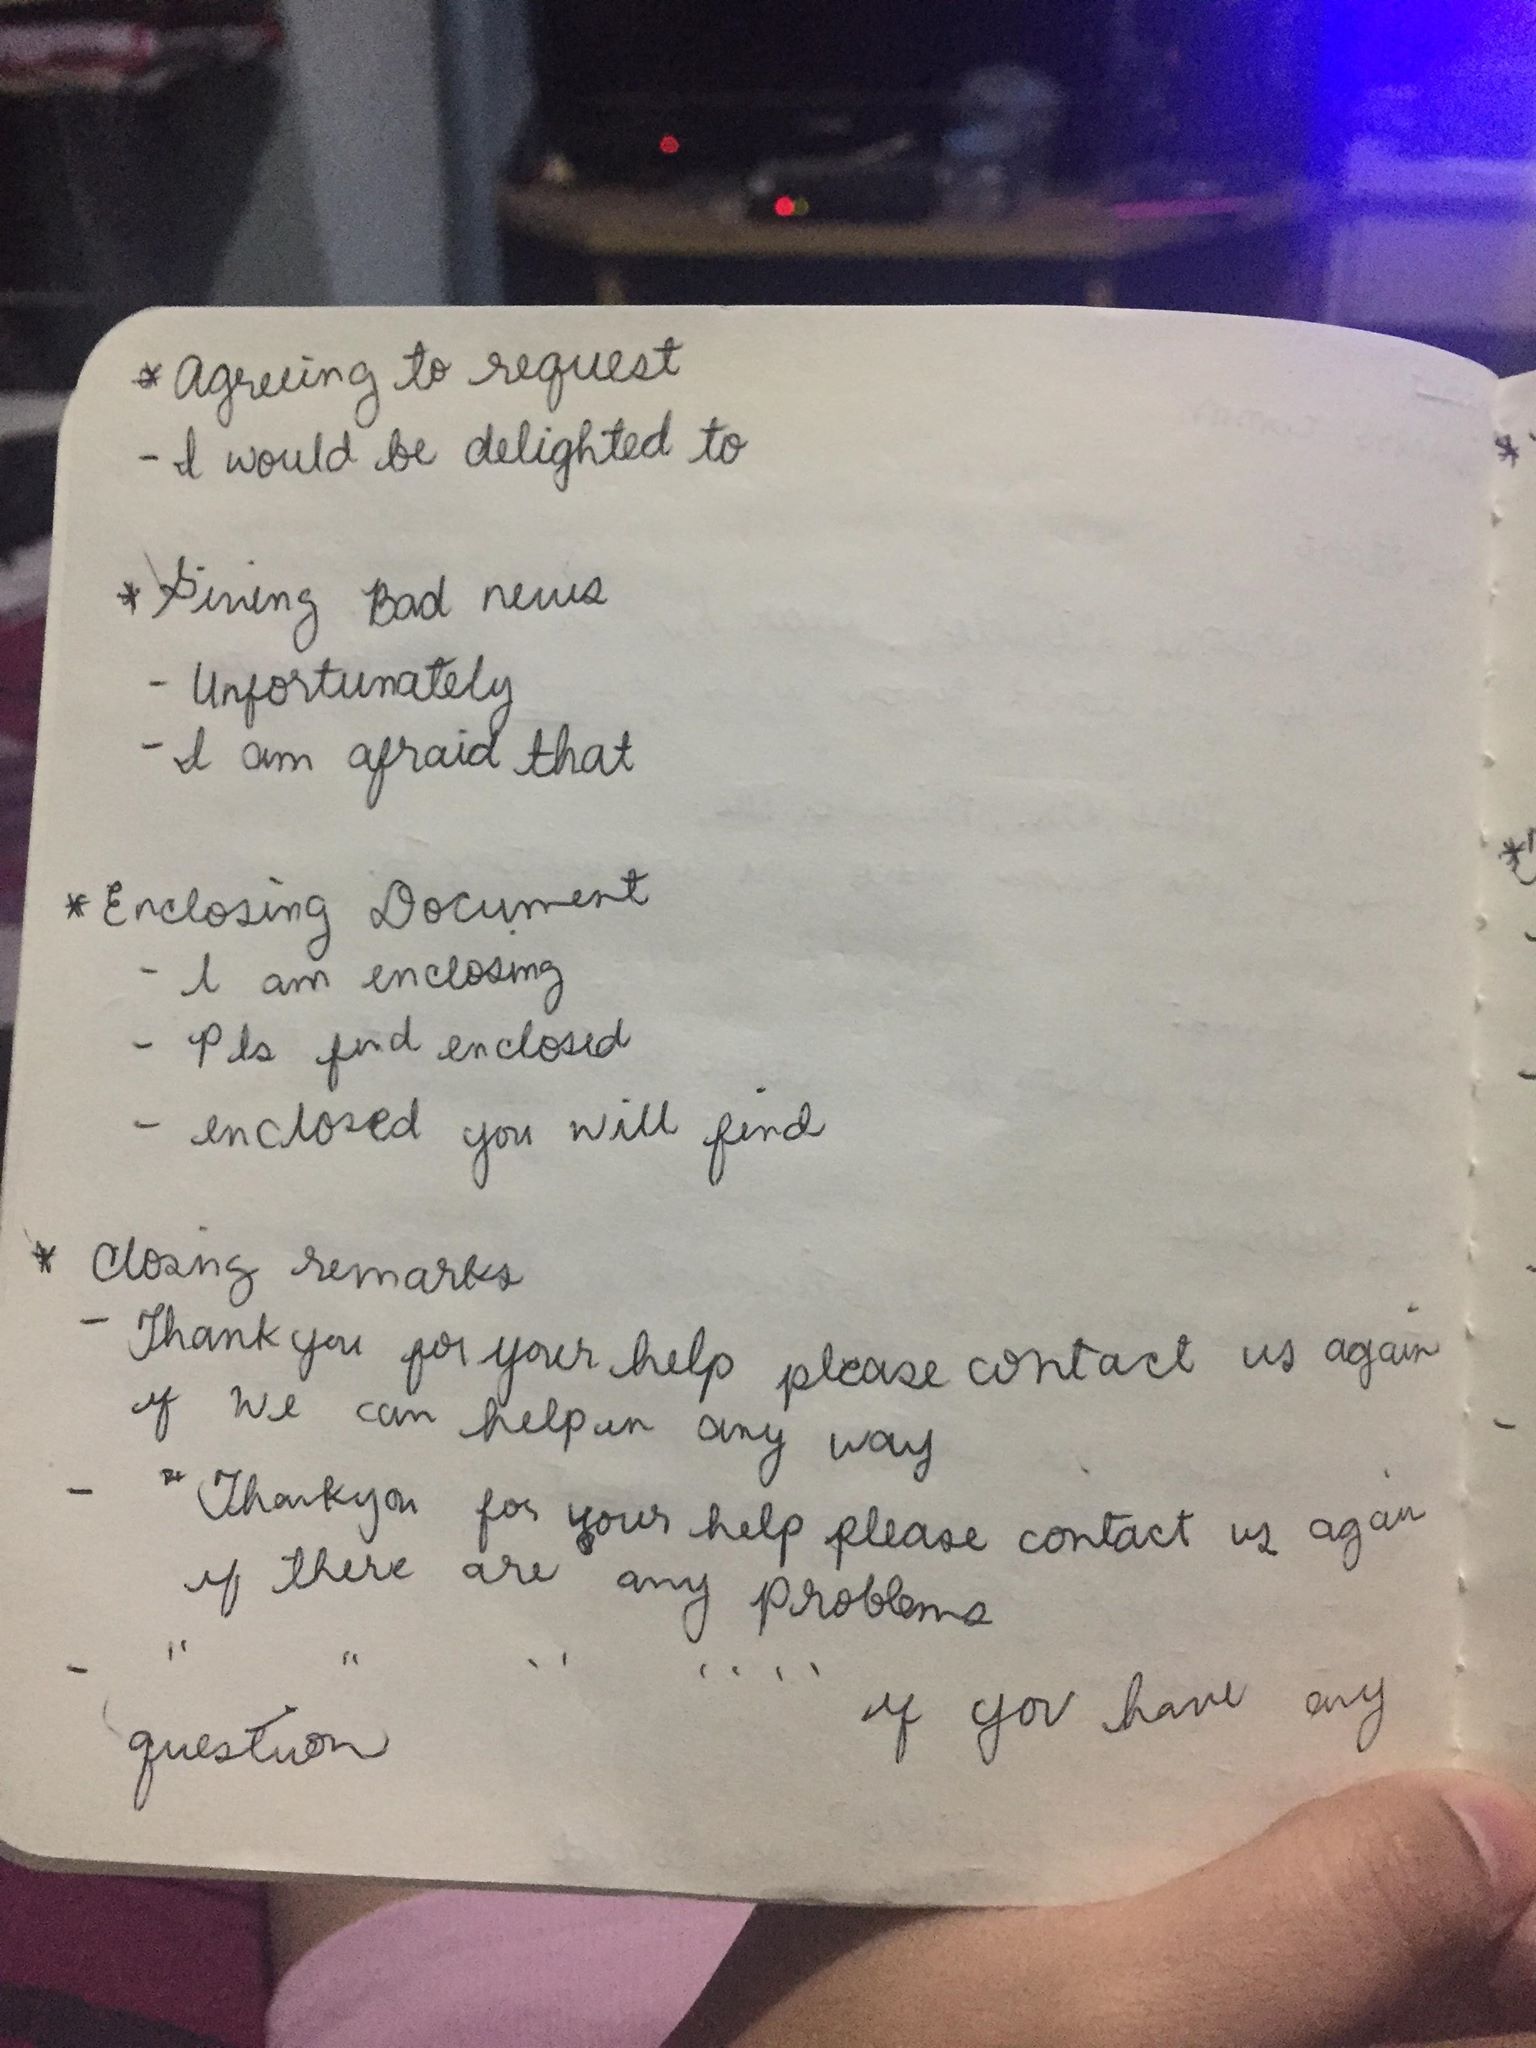 * Agreeing to request
- I would be delighted to
* Giving Bad news
- Unfortunately
- I am afraid that
* Enclosing Document
- I am enclosing
- Pls find enclosed
- enclosed you will find
* Closing remarks
- Thank you for your help please contact us again
if we can help in any way
- " Thankyou for your help please contact us again
if there are any problems
- " " " " " if you have any
question